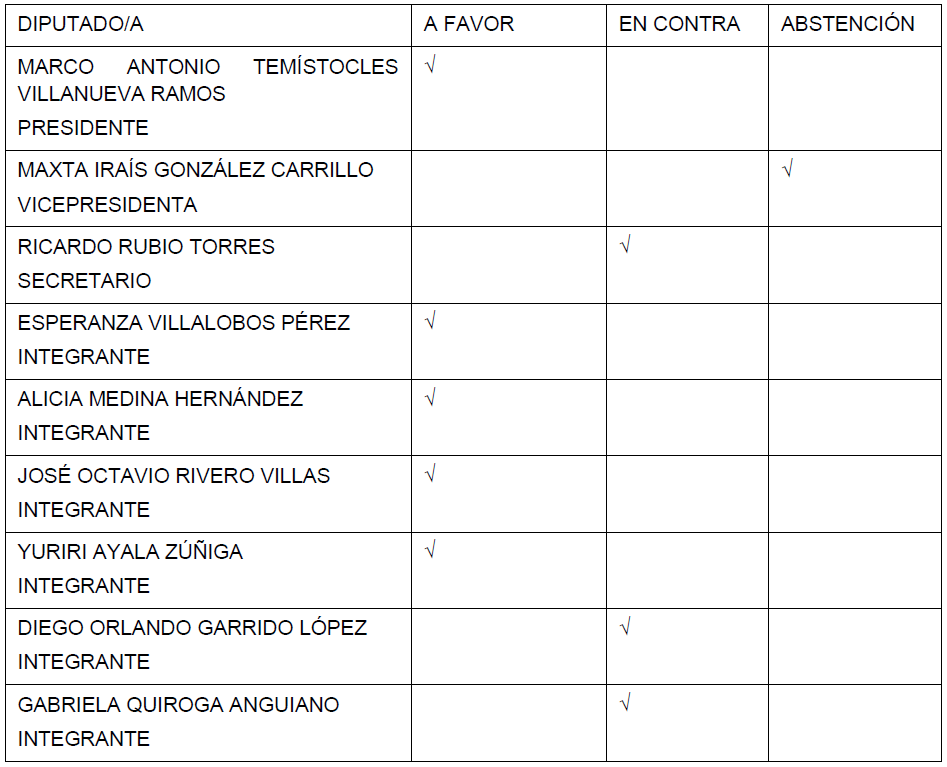 DIPUTADO/A A FAVOR EN CONTRA ABSTENCIÓN
MARCO ANTONIO TEMÍSTOCLES √
VILLANUEVA RAMOS
PRESIDENTE
MAXTA IRAÍS GONZÁLEZ CARRILLO √
VICEPRESIDENTA
RICARDO RUBIO TORRES √
SECRETARIO
ESPERANZA VILLALOBOS PÉREZ √
INTEGRANTE
ALICIA MEDINA HERNÁNDEZ √
INTEGRANTE
JOSÉ OCTAVIO RIVERO VILLAS √
INTEGRANTE
YURIRI AYALA ZÚÑIGA √
INTEGRANTE
DIEGO ORLANDO GARRIDO LÓPEZ √
INTEGRANTE
GABRIELA QUIROGA ANGUIANO √
INTEGRANTE